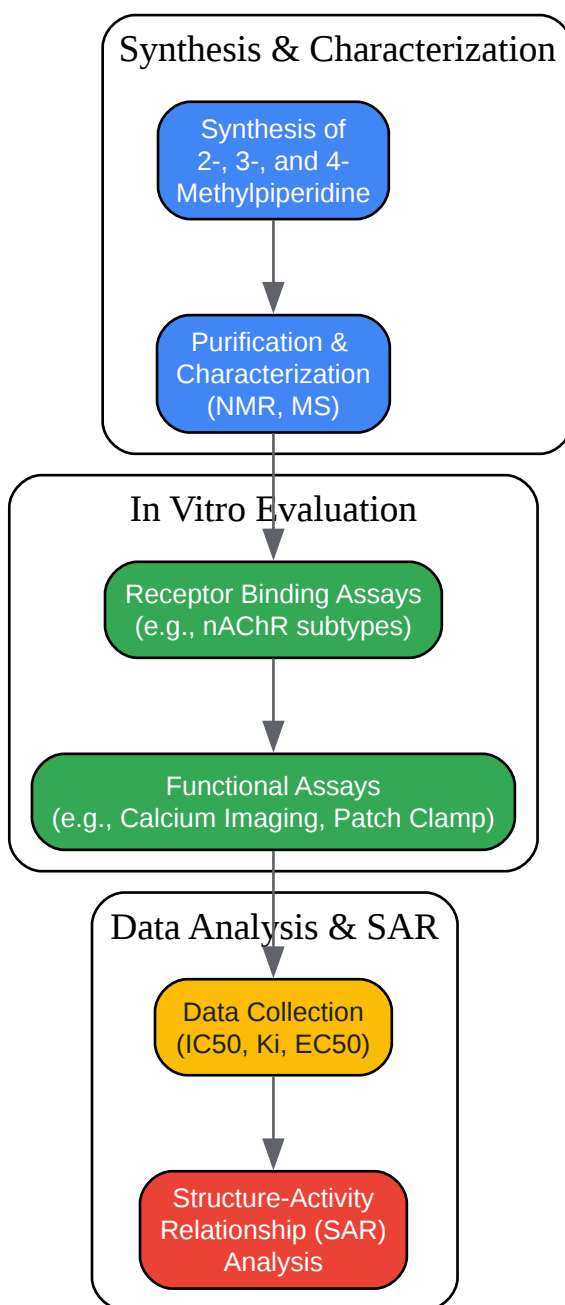 Synthesis & Characterization
Synthesis of
2-, 3-, and 4-
Methylpiperidine
Purification &
Characterization
(NMR, MS)
In Vitro Evaluation
Receptor Binding Assays
(e.g., nAChR subtypes)
Functional Assays
(e.g., Calcium Imaging, Patch Clamp)
Data Analysis & SAR
Data Collection
(IC50, Ki, EC50)
Structure-Activity
Relationship (SAR)
Analysis